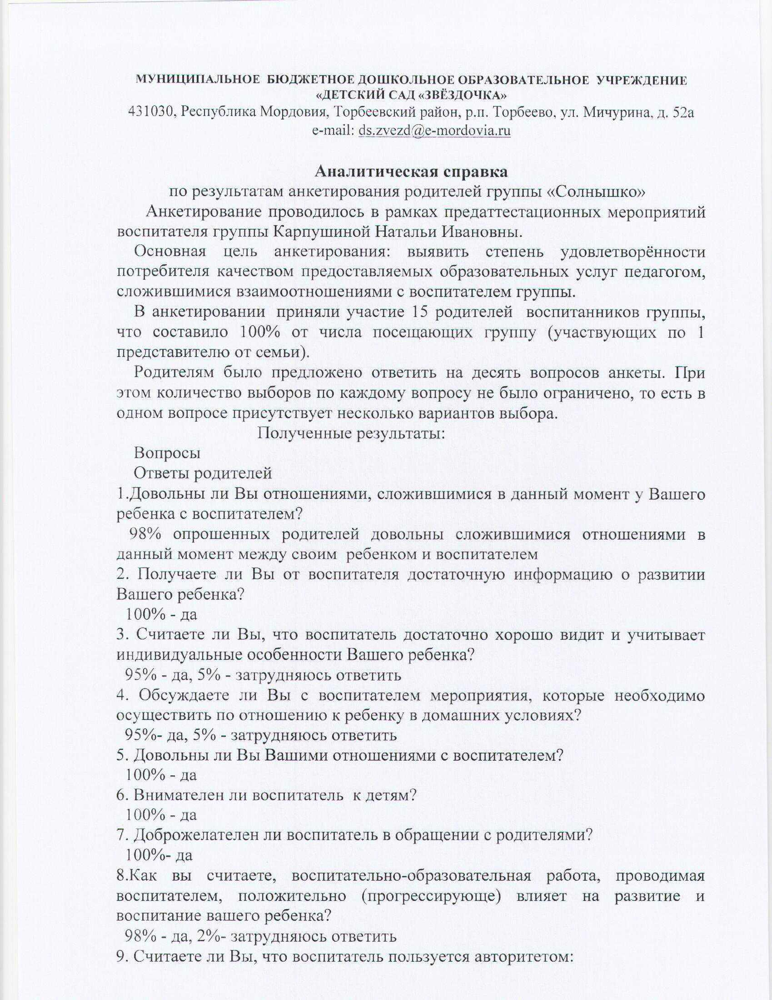 МУНИЦИПАЛЬНОЕ БЮДЖЕТНОЕ ДОШКОЛЬНОЕ ОБРАЗОВАТЕЛЬНОЕ УЧРЕЖДЕНИЕ
«ДЕТСКИЙ САД «ЗВЁЗДОЧКА»
431030, Республика Мордовия, Торбеевский район, р.п. Торбеево, ул. Мичурина, д. 52а
e-mail: ds.zvezd@e-mordovia.ru
Аналитическая справка
по результатам анкетирования родителей группы «Солнышко»
Анкетирование проводилось в рамках предаттестационных мероприятий
воспитателя группы Карпушиной Натальи Ивановны.
Основная цель анкетирования: выявить степень удовлетворённости
потребителя качеством предоставляемых образовательных услуг педагогом,
сложившимися взаимоотношениями с воспитателем группы.
В анкетировании приняли участие 15 родителей воспитанников группы,
что составило 100% от числа посещающих группу (участвующих по 1
представителю от семьи).
Родителям было предложено ответить на десять вопросов анкеты. При
этом количество выборов по каждому вопросу не было ограничено, то есть в
одном вопросе присутствует несколько вариантов выбора.
Полученные результаты:
Вопросы
Ответы родителей
1.Довольны ли Вы отношениями, сложившимися в данный момент у Вашего
ребенка с воспитателем?
98% опрошенных родителей довольны сложившимися отношениями в
данный момент между своим ребенком и воспитателем
2. Получаете ли Вы от воспитателя достаточную информацию о развитии
Вашего ребенка?
100% - да
3. Считаете ли Вы, что воспитатель достаточно хорошо видит и учитывает
индивидуальные особенности Вашего ребенка?
95% - да, 5% - затрудняюсь ответить
4. Обсуждаете ли Вы с воспитателем мероприятия, которые необходимо
осуществить по отношению к ребенку в домашних условиях?
95%- да, 5% - затрудняюсь ответить
5. Довольны ли Вы Вашими отношениями с воспитателем?
100% - да
6. Внимателен ли воспитатель к детям?
100% - да
7. Доброжелателен ли воспитатель в обращении с родителями?
100%- да
8.Как вы считаете, воспитательно-образовательная работа, проводимая
воспитателем, положительно (прогрессирующе) влияет на развитие и
воспитание вашего ребенка?
98% - да, 2%- затрудняюсь ответить
9. Считаете ли Вы, что воспитатель пользуется авторитетом: